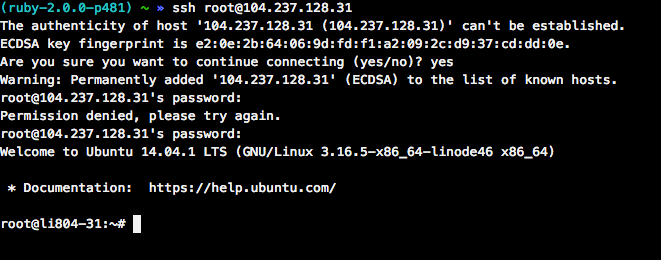 (ruby-2.0.0-p481) ~ » ssh root@104.237.128.31
The authenticity of host '104.237.128.31 (104.237.128.31)' can't be established.
ECDSA key fingerprint is e2:0e:2b:64:06:9d:fd:f1:a2:09:2c:d9:37:cd:dd:0e.
Are you sure you want to continue connecting (yes/no)? yes
Warning: Permanently added '104.237.128.31' (ECDSA) to the list of known hosts.
root@104.237.128.31's password:
Permission denied, please try again.
root@104.237.128.31's password:
Welcome to Ubuntu 14.04.1 LTS (GNU/Linux 3.16.5-x86_64-linode46 x86_64)
* Documentation:  https://help.ubuntu.com/
root@li804-31:~#